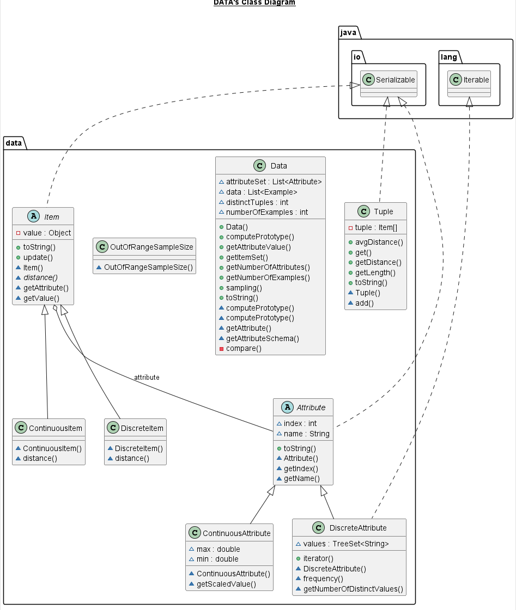 DATA's Class Diagram
java
io
lang
C Serializable
C Iterable
data
A Item
value : Object
toString()
update()
Item()
distance()
getAttribute()
getValue()
C OutOfRangeSampleSize
OutOfRangeSampleSize()
C Data
attributeSet : List<Attribute>
data : List<Example>
distinctTuples : int
numberOfExamples : int
Data()
computePrototype()
getAttributeValue()
getItemSet()
getNumberOfAttributes()
getNumberOfExamples()
sampling()
toString()
computePrototype()
computePrototype()
getAttribute()
getAttributeSchema()
compare()
C Tuple
tuple : Item[]
avgDistance()
get()
getDistance()
getLength()
toString()
Tuple()
add()
attribute
C ContinuousItem
ContinuousItem()
distance()
C DiscreteItem
DiscreteItem()
distance()
A Attribute
index : int
name : String
toString()
Attribute()
getIndex()
getName()
C ContinuousAttribute
max : double
min : double
ContinuousAttribute()
getScaledValue()
C DiscreteAttribute
values : TreeSet<String>
iterator()
DiscreteAttribute()
frequency()
getNumberOfDistinctValues()